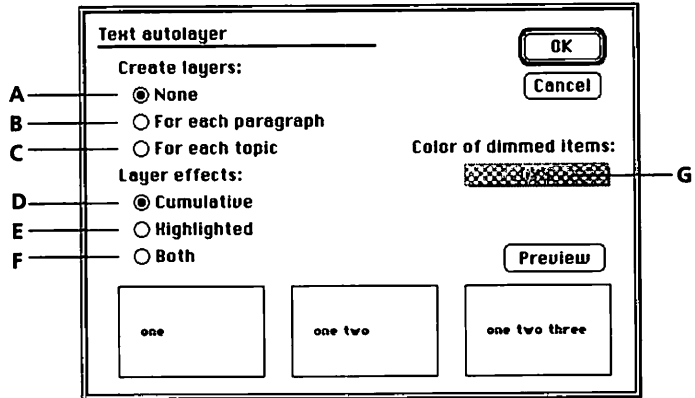 Text autolayer
OK
Create layers:
Cancel
A
None
B
For each paragraph
C
For each topic
Color of dimmed items:
G
Layer effects:
D
Cumulative
E
Highlighted
F
Both
Preview
one
one two
one two three